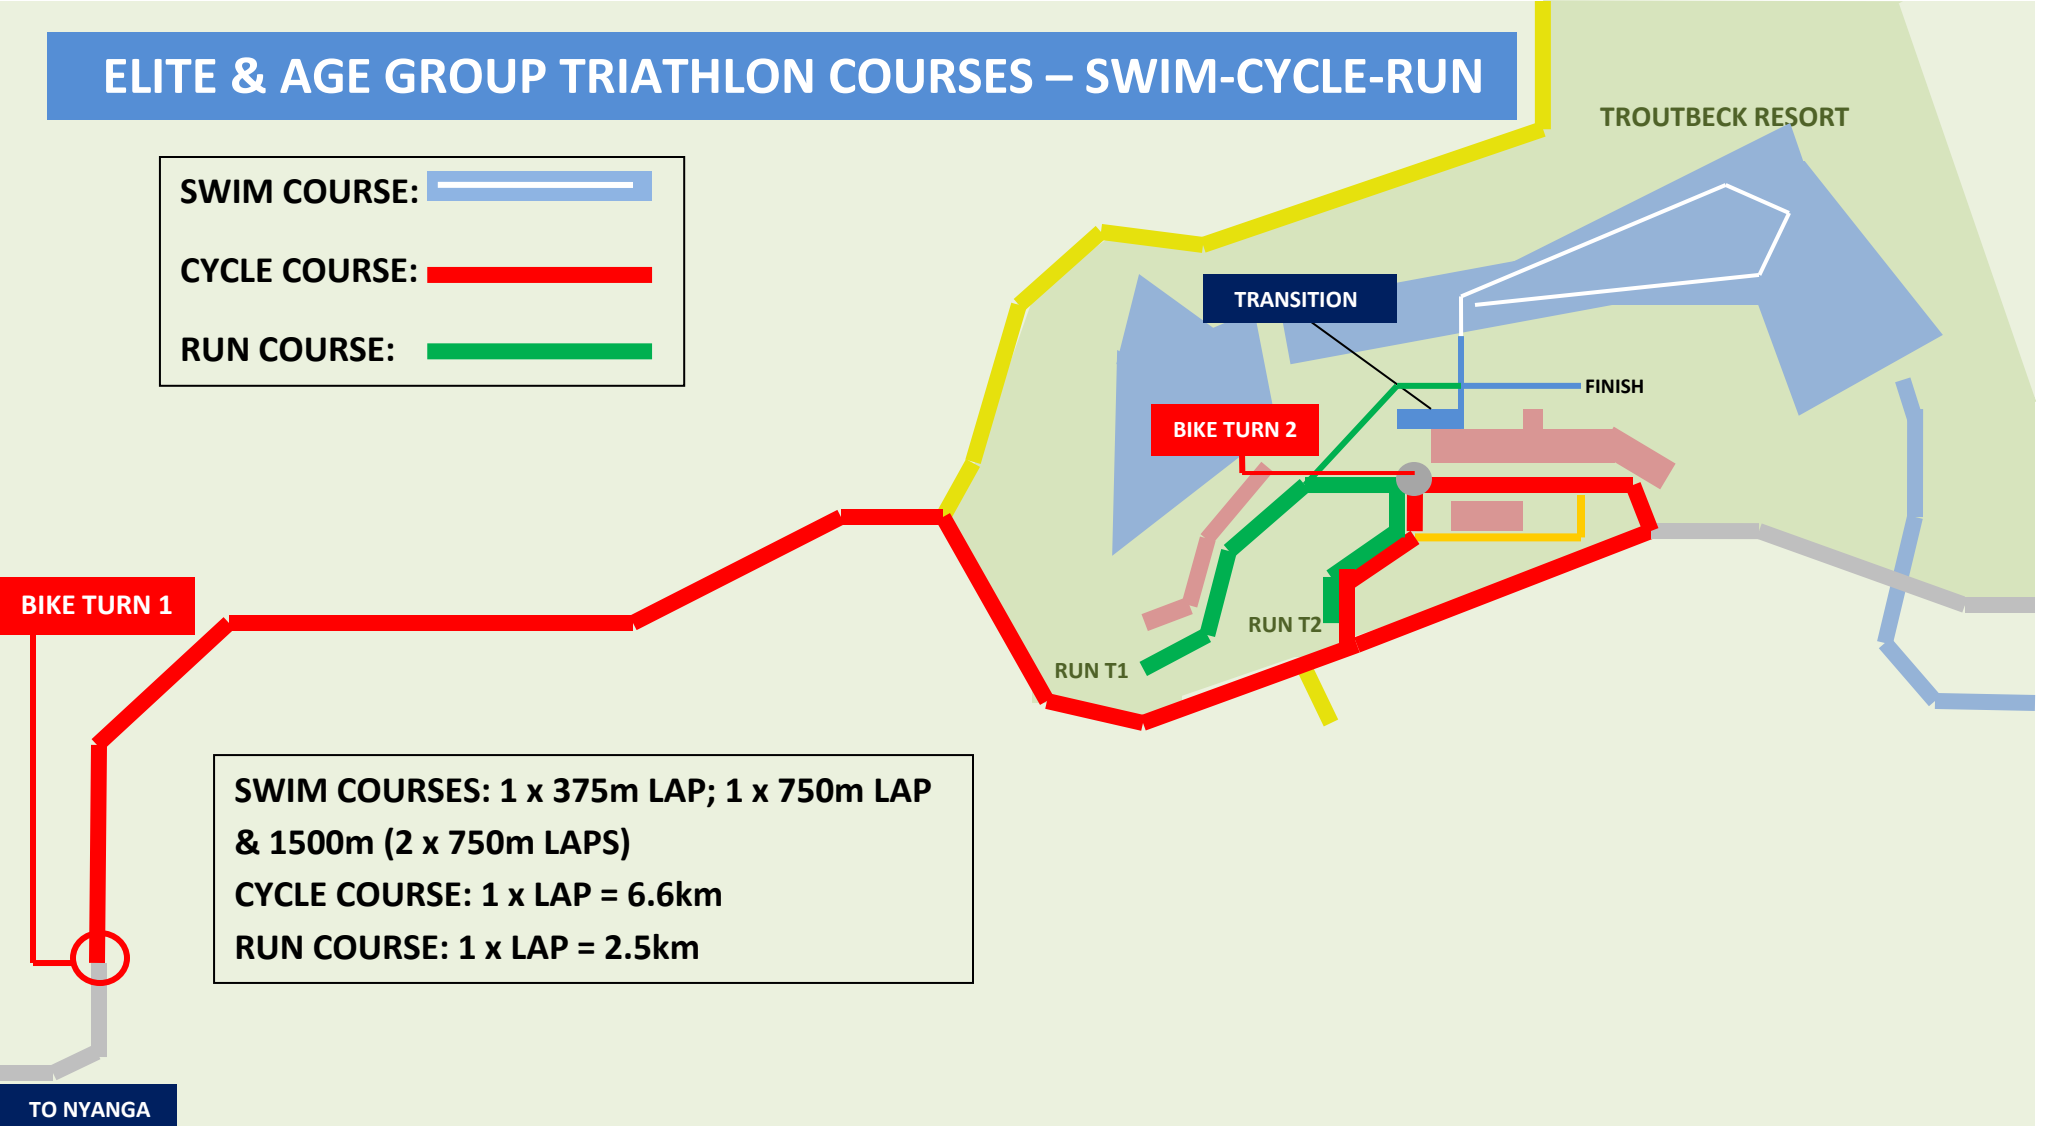 ELITE & AGE GROUP TRIATHLON COURSES – SWIM-CYCLE-RUN
TROUTBECK RESORT
SWIM COURSE:
CYCLE COURSE:
RUN COURSE:
TRANSITION
FINISH
BIKE TURN 2
BIKE TURN 1
RUN T2
RUN T1
SWIM COURSES: 1 x 375m LAP; 1 x 750m LAP
& 1500m (2 x 750m LAPS)
CYCLE COURSE: 1 x LAP = 6.6km
RUN COURSE: 1 x LAP = 2.5km
TO NYANGA